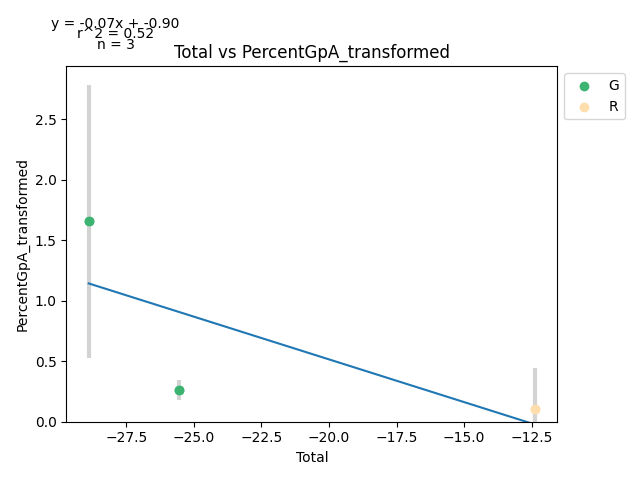 y = -0.07x + -0.90
r^2 = 0.52
n = 3
Total vs PercentGpA_transformed
G
R
PercentGpA_transformed
2.5
2.0
1.5
1.0
0.5
0.0
−27.5 −25.0 −22.5 −20.0 −17.5 −15.0 −12.5
Total